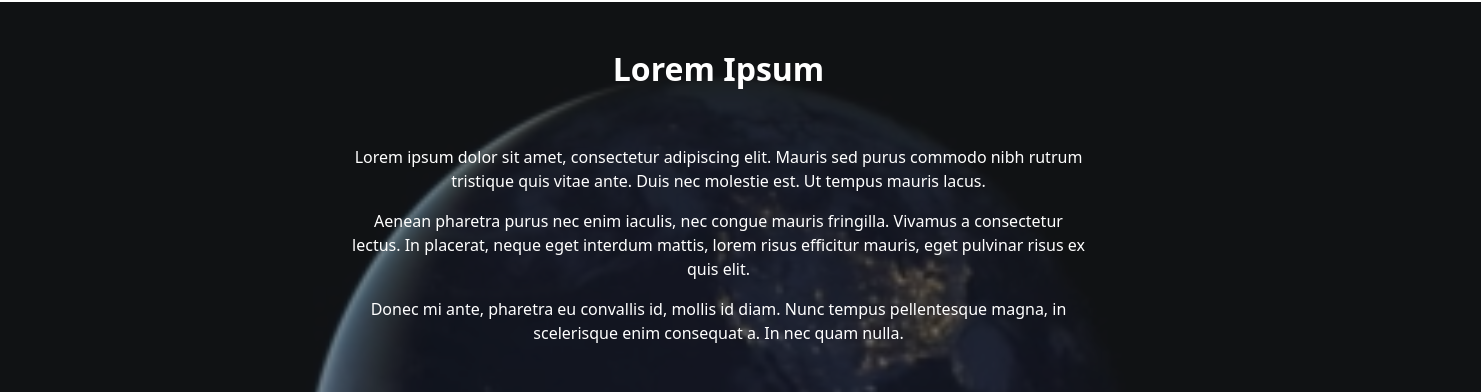 Lorem Ipsum
Lorem ipsum dolor sit amet, consectetur adipiscing elit. Mauris sed purus commodo nibh rutrum
tristique quis vitae ante. Duis nec molestie est. Ut tempus mauris lacus.
Aenean pharetra purus nec enim iaculis, nec congue mauris fringilla. Vivamus a consectetur
lectus. In placerat, neque eget interdum mattis, lorem risus efficitur mauris, eget pulvinar risus ex
quis elit.
Donec mi ante, pharetra eu convallis id, mollis id diam. Nunc tempus pellentesque magna, in
scelerisque enim consequat a. In nec quam nulla.